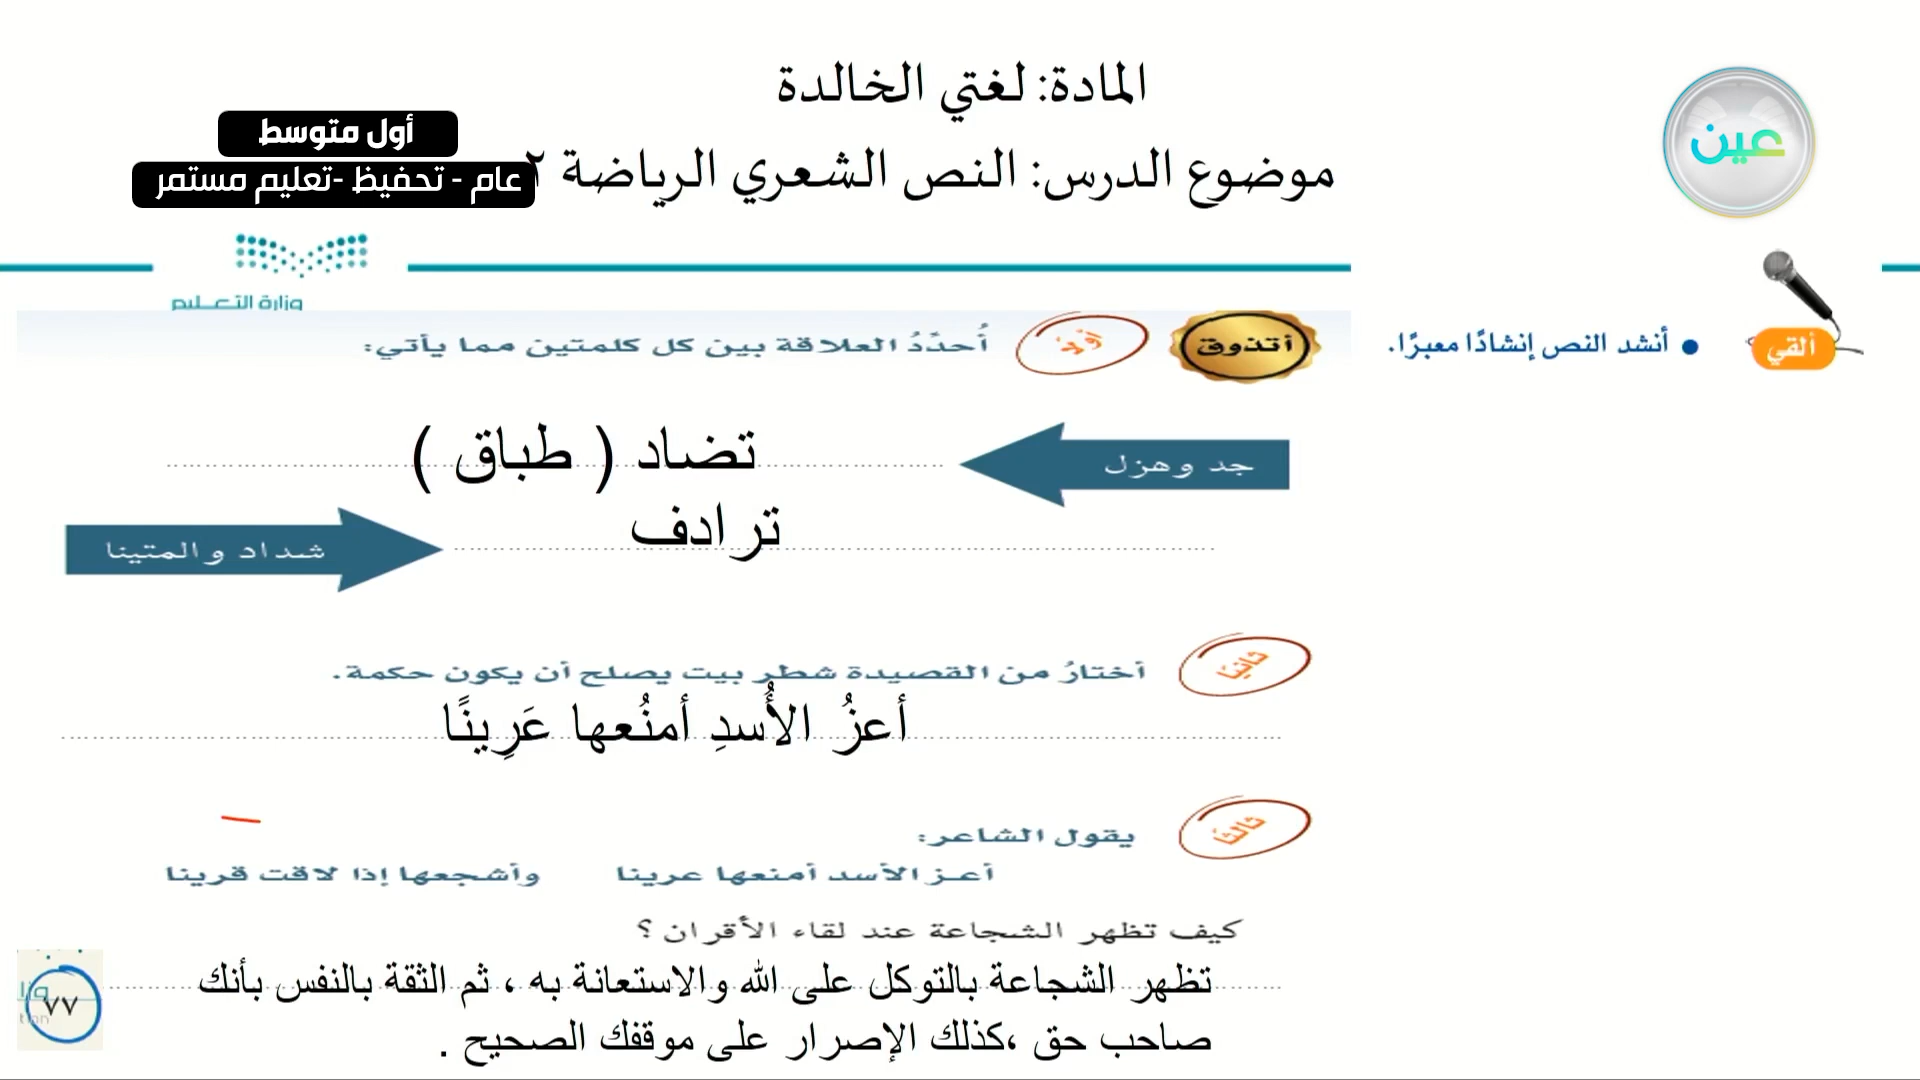 المادة: لغتي الخالدة
عين
أول متوسط
موضوع الدرس: النص الشعري الرياضة ٢
عام - تحفيظ -تعليم مستمر
وزارة التعـــليم
ألقي
أنشد النص إنشادًا معبرًا.
أتذوق
أولًا
أُحدِّدُ العلاقة بين كل كلمتين مما يأتي:
جد وهزل
تضاد ( طباق )
شداد والمتينا
ترادف
ثانيًا
أختارُ من القصيدة شطر بيت يصلح أن يكون حكمة.
أعزُ الأُسدِ أمنُعها عَرِينًا
ثالثًا
يقول الشاعر:
أعـز الأسد أمنعها عرينا وأشجعها إذا لاقت قرينا
كيف تظهر الشجاعة عند لقاء الأقران ؟
تظهر الشجاعة بالتوكل على الله والاستعانة به ، ثم الثقة بالنفس بأنك
صاحب حق ،كذلك الإصرار على موقفك الصحيح .
٧٧